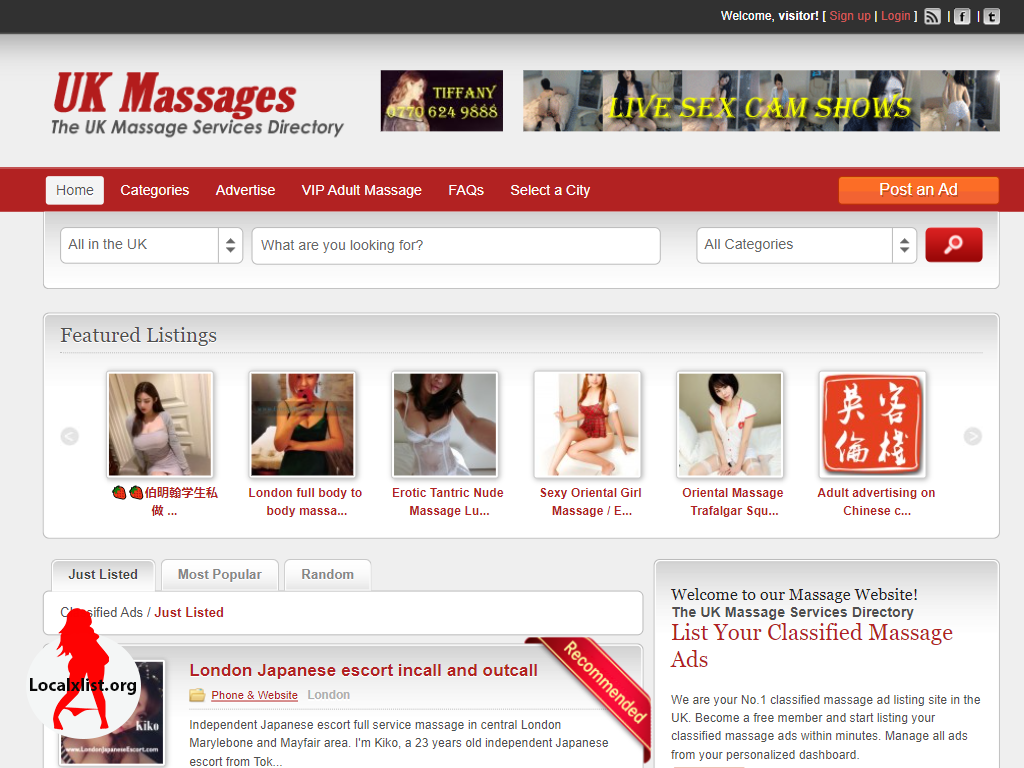 Welcome, visitor! [ Sign up | Login ] | f | t
UK Massages
The UK Massage Services Directory
TIFFANY
0770 624 9888
LIVE SEX CAM SHOWS
Home Categories Advertise VIP Adult Massage FAQs Select a City Post an Ad
All in the UK What are you looking for? All Categories
Featured Listings
英倫客棧
🍓🍓伯明翰学生私
做 ...
London full body to
body massa...
Erotic Tantric Nude
Massage Lu...
Sexy Oriental Girl
Massage / E...
Oriental Massage
Trafalgar Squ...
Adult advertising on
Chinese c...
Just Listed Most Popular Random
Classified Ads / Just Listed
Localxlist.org
Kiko
www.LondonJapaneseEscort.com
London Japanese escort incall and outcall
Recommended
Phone & Website London
Independent Japanese escort full service massage in central London
Marylebone and Mayfair area. I'm Kiko, a 23 years old independent Japanese
escort from Tok...
Welcome to our Massage Website!
The UK Massage Services Directory
List Your Classified Massage
Ads
We are your No.1 classified massage ad listing site in the
UK. Become a free member and start listing your
classified massage ads within minutes. Manage all ads
from your personalized dashboard.